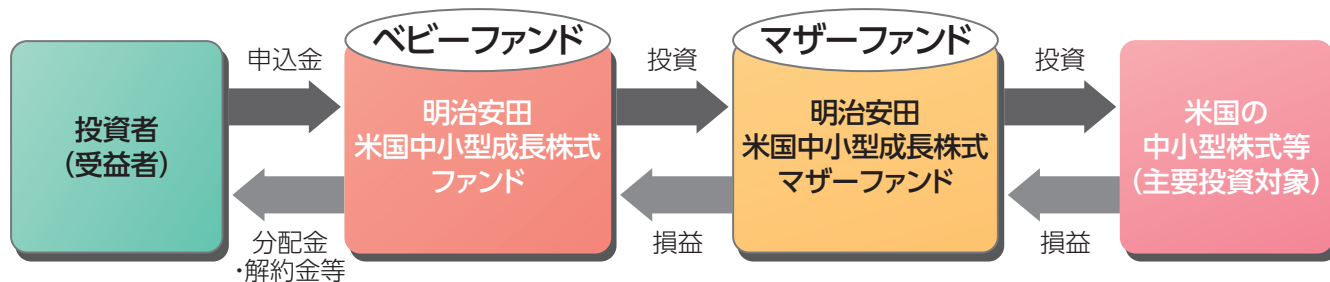 投資者
(受益者)
申込金
分配金
・解約金等
ベビーファンド
明治安田
米国中小型成長株式
ファンド
投資
損益
マザーファンド
明治安田
米国中小型成長株式
マザーファンド
投資
損益
米国の
中小型株式等
(主要投資対象)